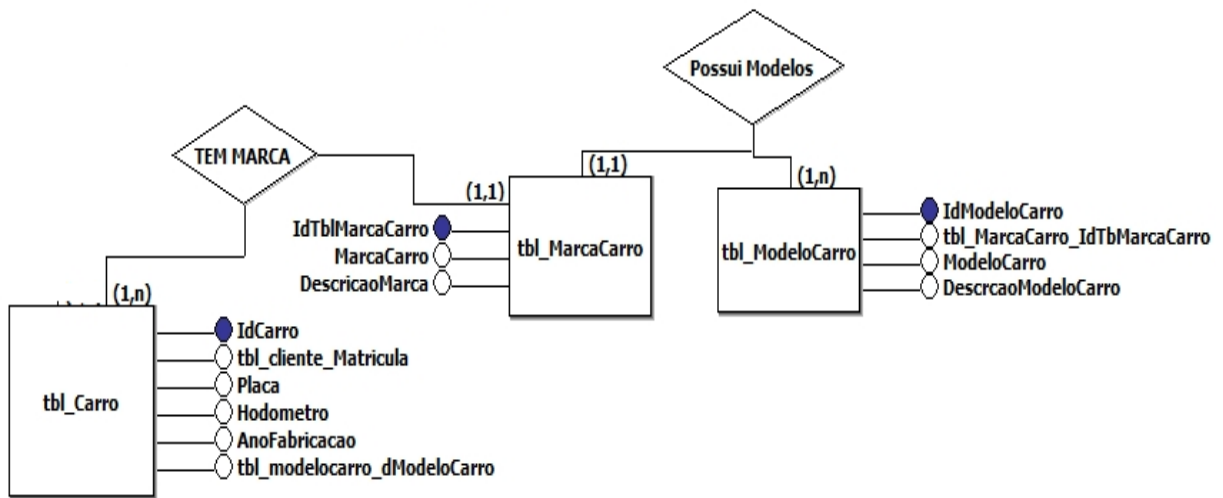 Possui Modelos
TEM MARCA
(1,1)
(1,n)
(1,1)
IdTblMarcaCarro
MarcaCarro
DescricaoMarca
tbl_MarcaCarro
tbl_ModeloCarro
IdModeloCarro
tbl_MarcaCarro_IdTbMarcaCarro
ModeloCarro
DescrcaoModeloCarro
(1,n)
tbl_Carro
IdCarro
tbl_cliente_Matricula
Placa
Hodometro
AnoFabricacao
tbl_modelocarro_dModeloCarro